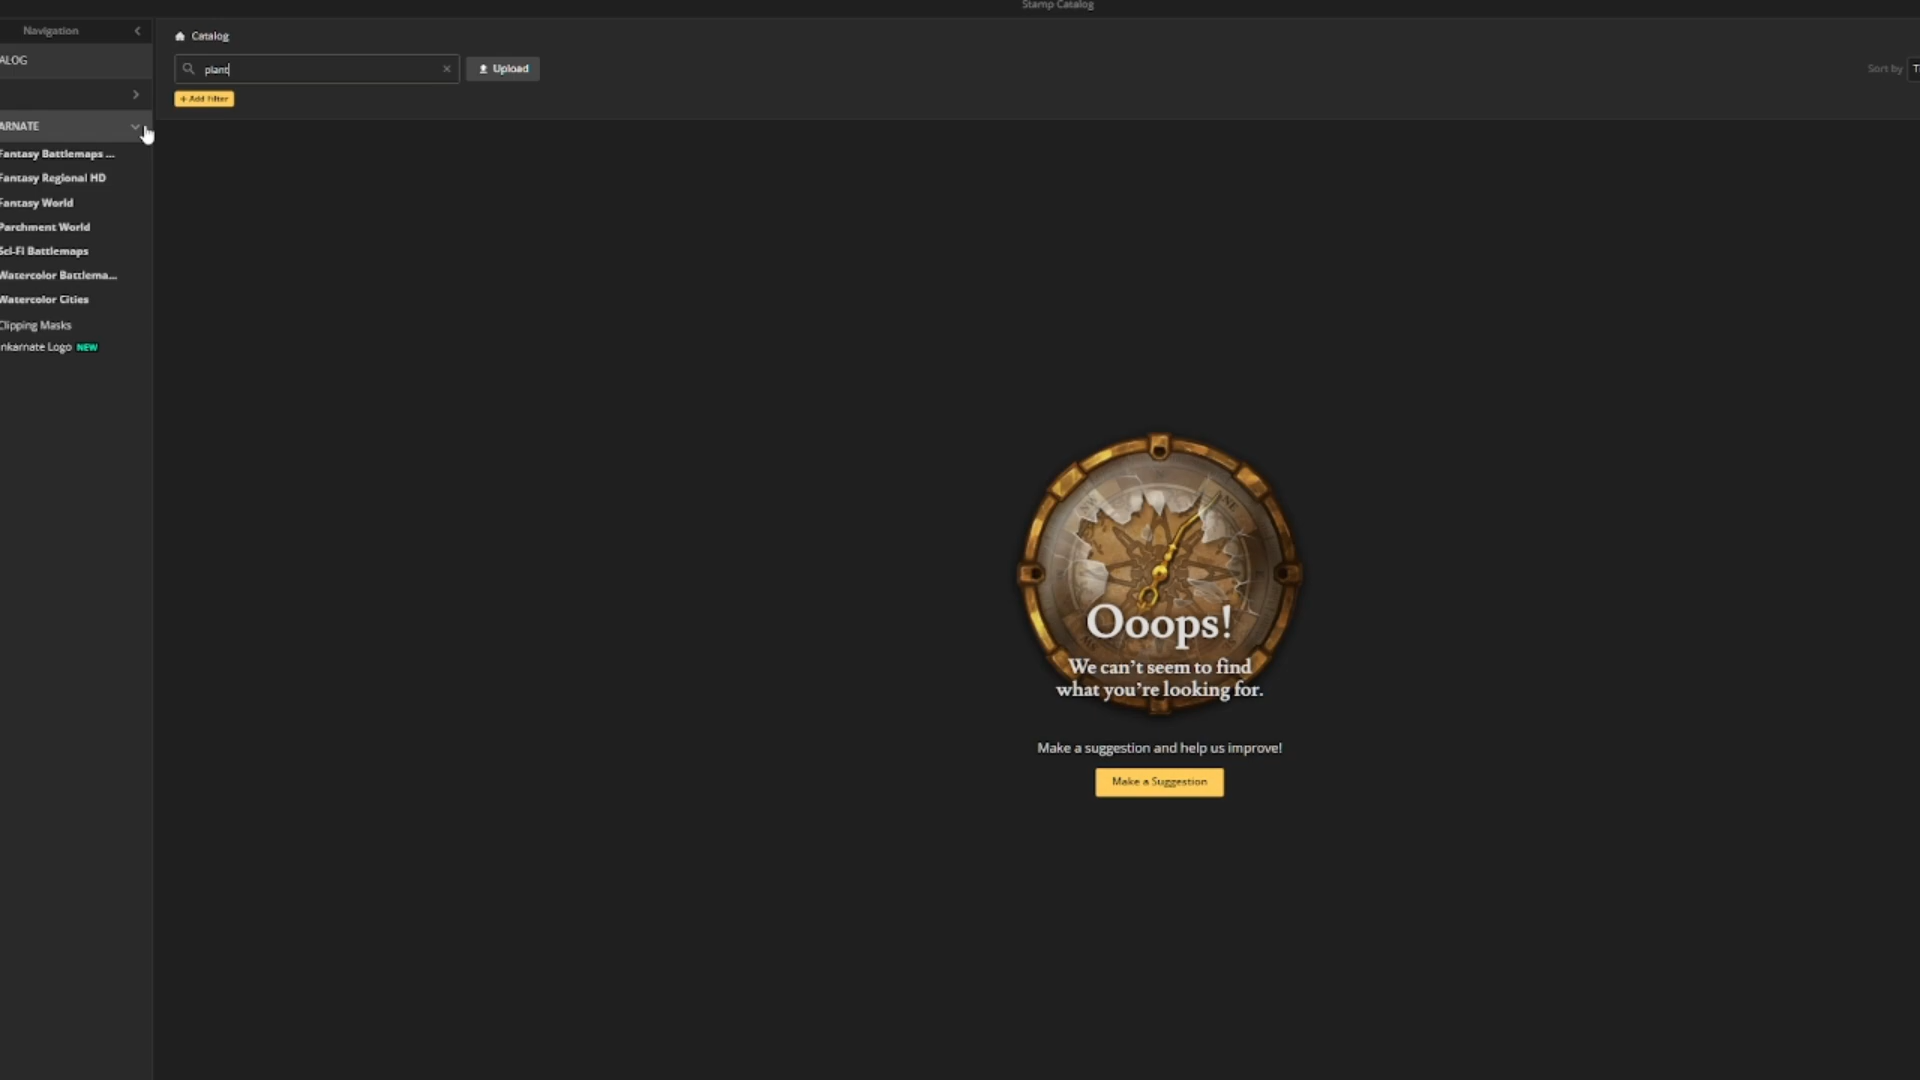 Stamp Catalog
Navigation
ALOG
ARNATE
Fantasy Battlemaps ...
Fantasy Regional HD
Fantasy World
Parchment World
Sci-Fi Battlemaps
Watercolor Battlema...
Watercolor Cities
Clipping Masks
nkarnate Logo NEW
Catalog
plant
Upload
+ Add Filter
Sort by
NE
Ooops!
We can't seem to find
what you're looking for.
Make a suggestion and help us improve!
Make a Suggestion